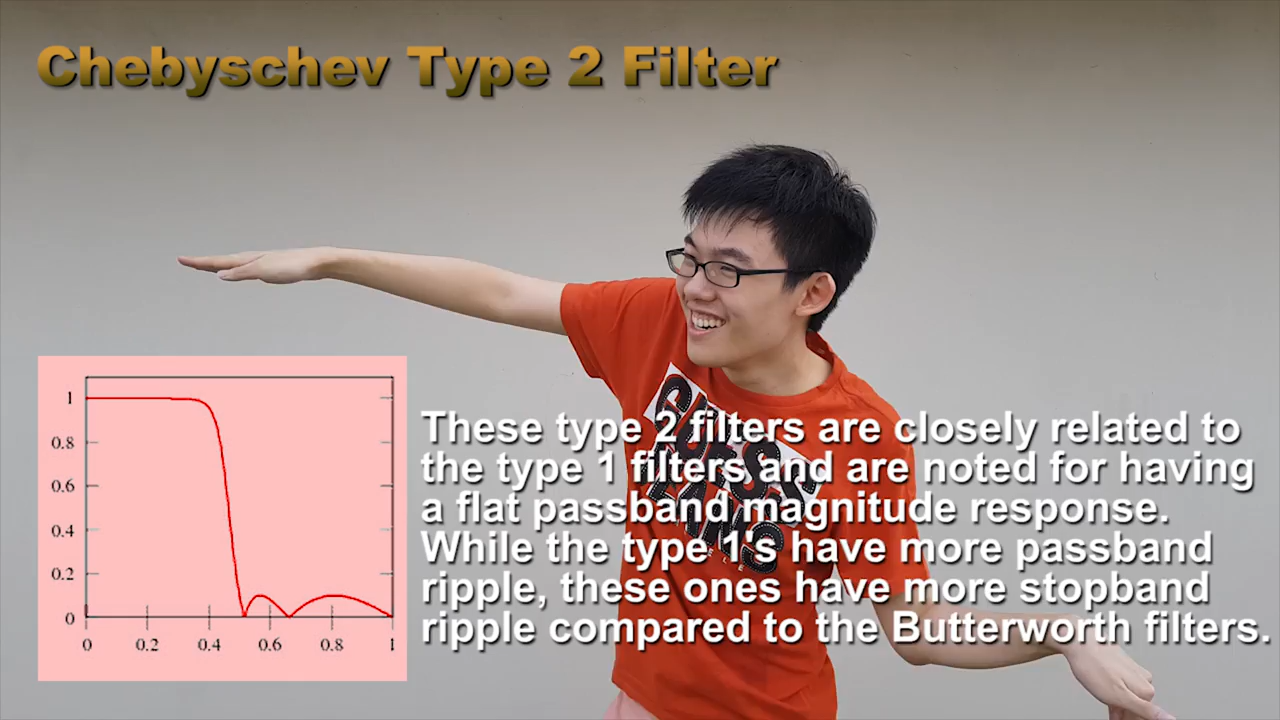 Chebyschev Type 2 Filter
These type 2 filters are closely related to
the type 1 filters and are noted for having
a flat passband magnitude response.
While the type 1's have more passband
ripple, these ones have more stopband
ripple compared to the Butterworth filters.
1
0.8
0.6
0.4
0.2
0
0 0.2 0.4 0.6 0.8 1